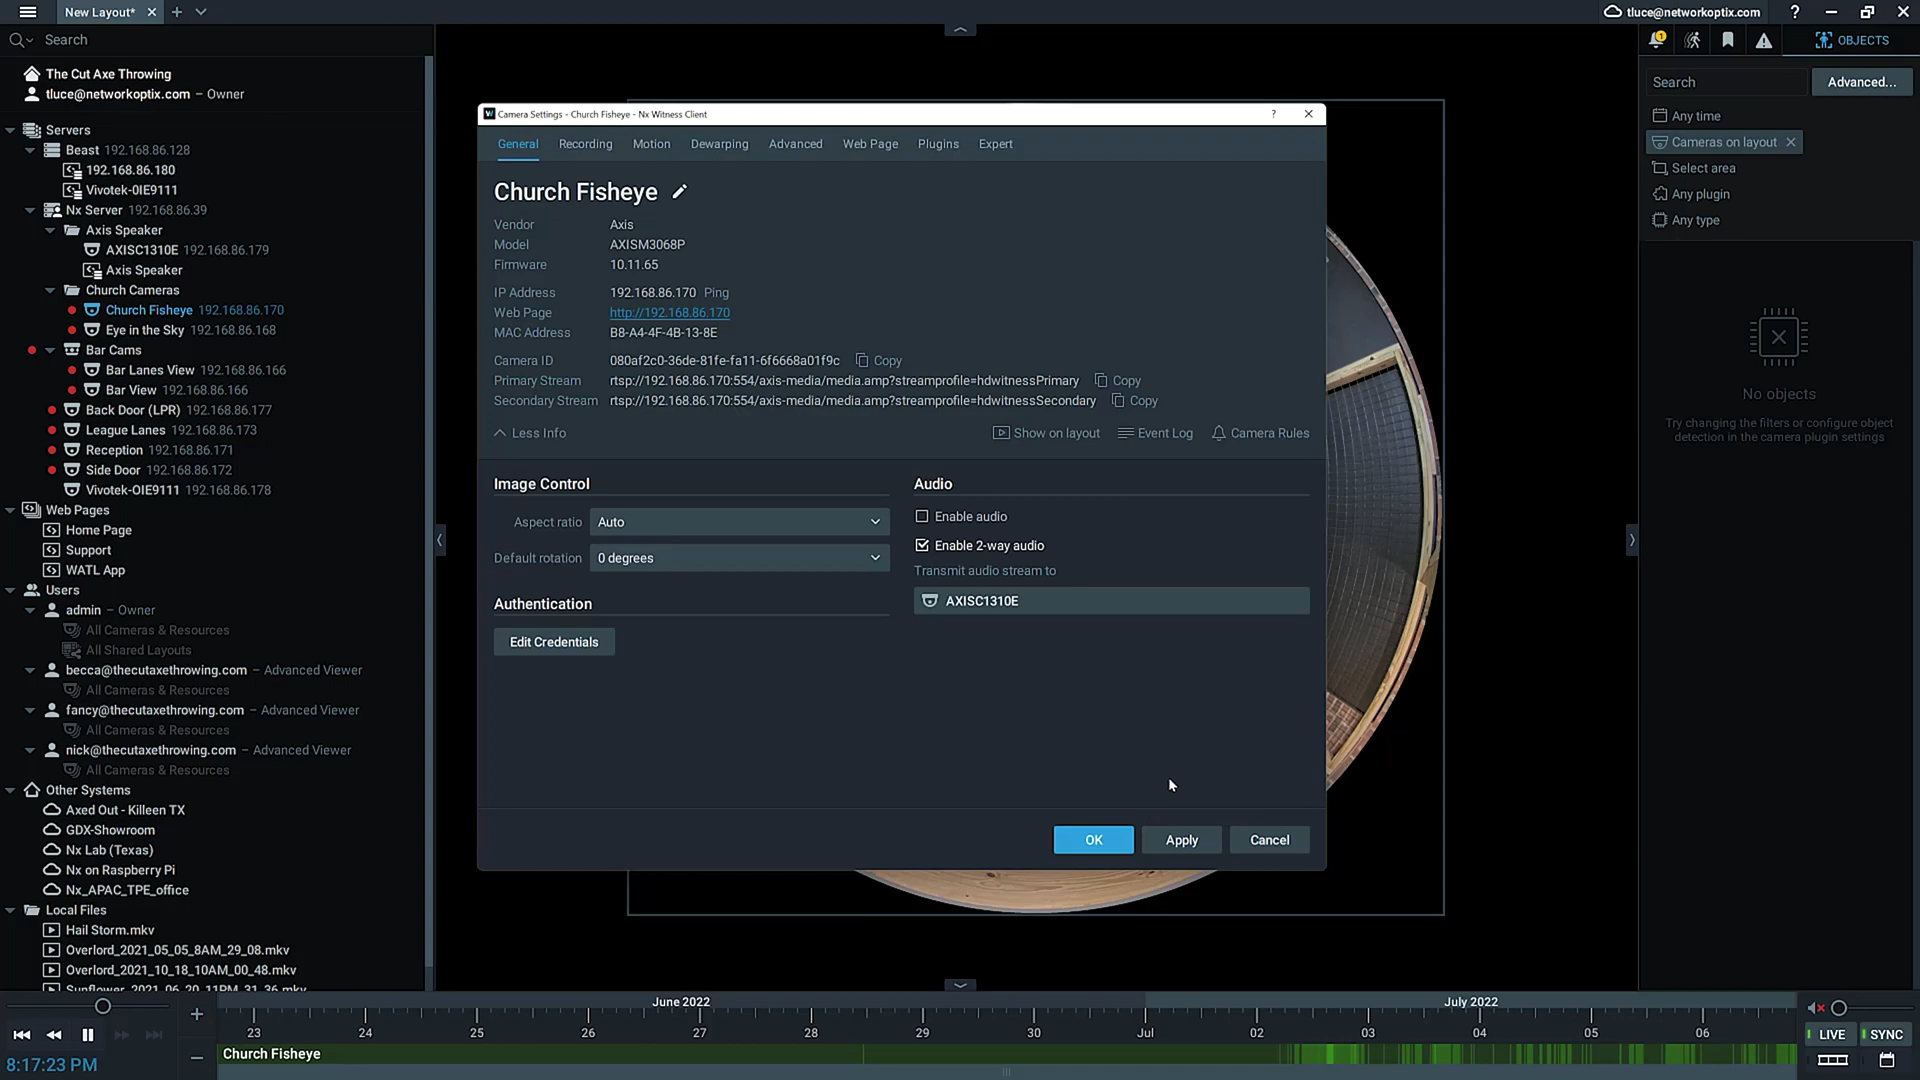 New Layout*
tluce@networkoptix.com
?
Search
The Cut Axe Throwing
tluce@networkoptix.com – Owner
Servers
Beast 192.168.86.128
192.168.86.180
Vivotek-0IE9111
Nx Server 192.168.86.39
Axis Speaker
AXISC1310E 192.168.86.179
Axis Speaker
Church Cameras
Church Fisheye 192.168.86.170
Eye in the Sky 192.168.86.168
Bar Cams
Bar Lanes View 192.168.86.166
Bar View 192.168.86.166
Back Door (LPR) 192.168.86.177
League Lanes 192.168.86.173
Reception 192.168.86.171
Side Door 192.168.86.172
Vivotek-OIE9111 192.168.86.178
Web Pages
Home Page
Support
WATL App
Users
admin – Owner
All Cameras & Resources
All Shared Layouts
becca@thecutaxethrowing.com – Advanced Viewer
All Cameras & Resources
fancy@thecutaxethrowing.com – Advanced Viewer
All Cameras & Resources
nick@thecutaxethrowing.com – Advanced Viewer
All Cameras & Resources
Other Systems
Axed Out - Killeen TX
GDX-Showroom
Nx Lab (Texas)
Nx on Raspberry Pi
Nx_APAC_TPE_office
Local Files
Hail Storm.mkv
Overlord_2021_05_05_8AM_29_08.mkv
Overlord_2021_10_18_10AM_00_48.mkv
Sunflower_2021_06_20_11PM_31_36.mkv
Camera Settings - Church Fisheye - Nx Witness Client
?
General Recording Motion Dewarping Advanced Web Page Plugins Expert
Church Fisheye
Vendor Axis
Model AXISM3068P
Firmware 10.11.65
IP Address 192.168.86.170 Ping
Web Page http://192.168.86.170
MAC Address B8-A4-4F-4B-13-8E
Camera ID 080af2c0-36de-81fe-fa11-6f6668a01f9c Copy
Primary Stream rtsp://192.168.86.170:554/axis-media/media.amp?streamprofile=hdwitnessPrimary Copy
Secondary Stream rtsp://192.168.86.170:554/axis-media/media.amp?streamprofile=hdwitnessSecondary Copy
Less Info Show on layout Event Log Camera Rules
Image Control
Aspect ratio Auto
Default rotation 0 degrees
Authentication
Edit Credentials
Audio
Enable audio
Enable 2-way audio
Transmit audio stream to
AXISC1310E
OK Apply Cancel
1
OBJECTS
Search Advanced...
Any time
Cameras on layout
Select area
Any plugin
Any type
No objects
Try changing the filters or configure object
detection in the camera plugin settings
June 2022 July 2022
23 24 25 26 27 28 29 30 Jul 02 03 04 05 06
8:17:23 PM
Church Fisheye
LIVE SYNC